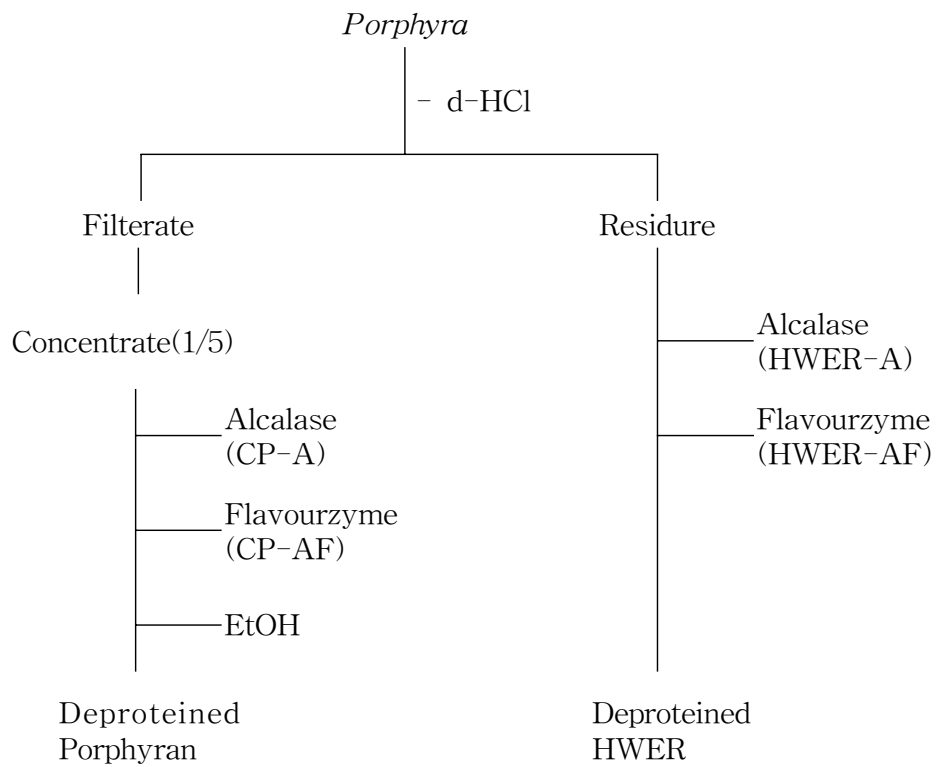 Porphyra
- d-HCl
Filterate
Residure
Concentrate(1/5)
Alcalase
(CP-A)
Flavourzyme
(CP-AF)
EtOH
Deproteined
Porphyran
Alcalase
(HWER-A)
Flavourzyme
(HWER-AF)
Deproteined
HWER